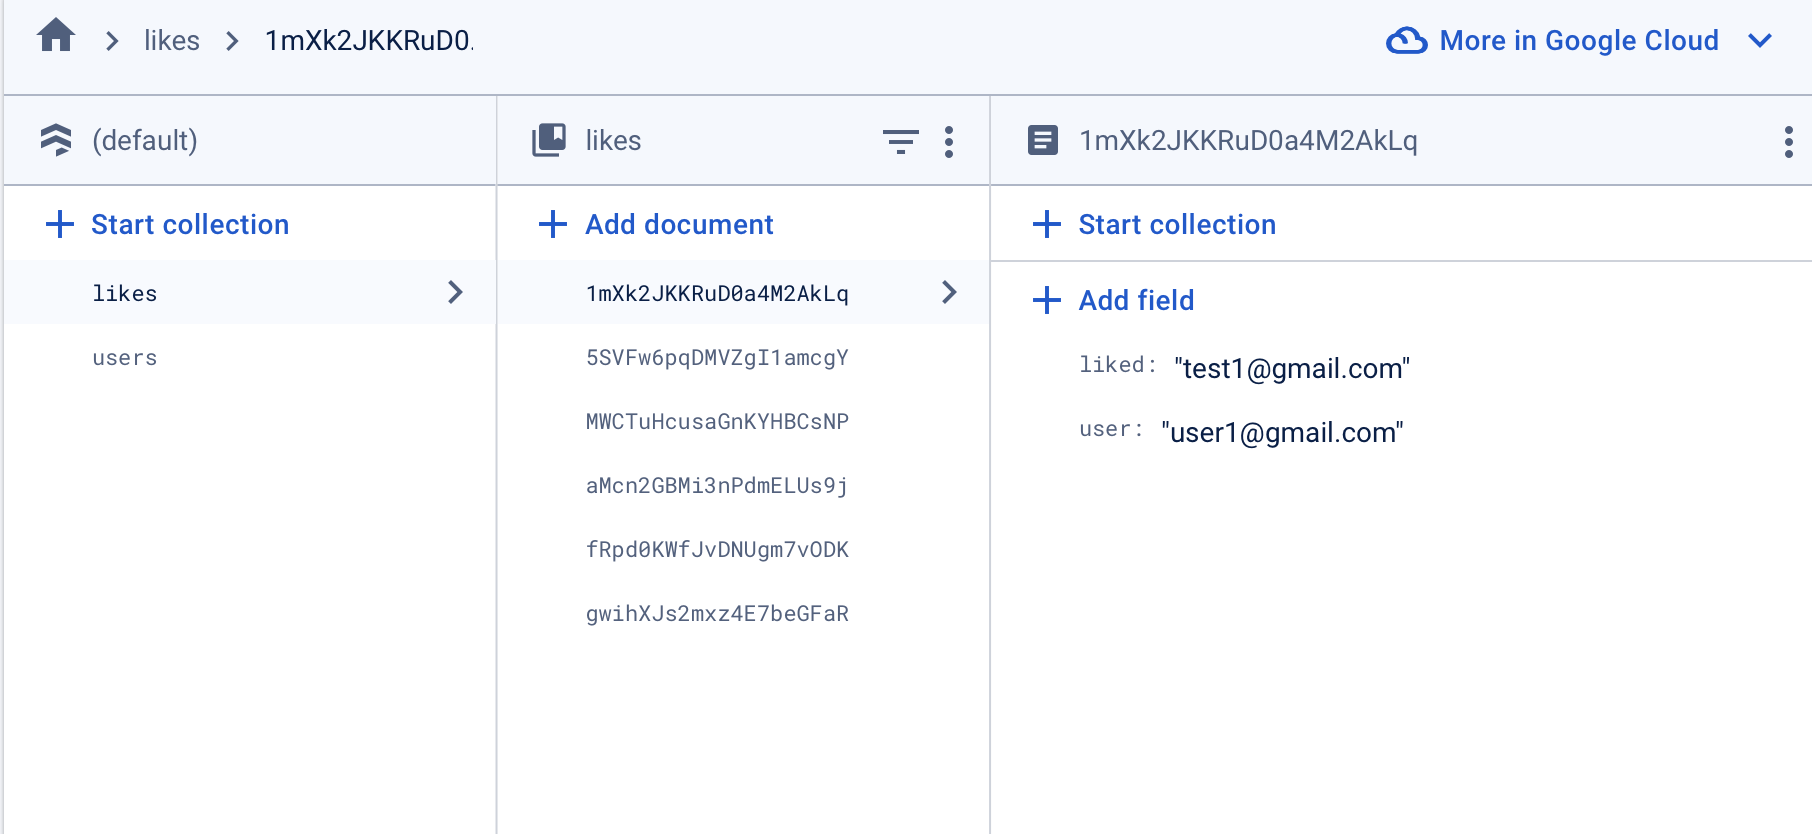 likes
1mXk2JKKRuD0.
More in Google Cloud
(default)
likes
1mXk2JKKRuD0a4M2AkLq
Start collection
Add document
Start collection
likes
users
1mXk2JKKRuD0a4M2AkLq
5SVFw6pqDMVZgI1amcgY
MWCTuHcusaGnKYHBCsNP
aMcn2GBMi3nPdmELUs9j
fRpd0KWfJvDNUgm7vODK
gwihXJs2mxz4E7beGFaR
Add field
liked: "test1@gmail.com"
user: "user1@gmail.com"